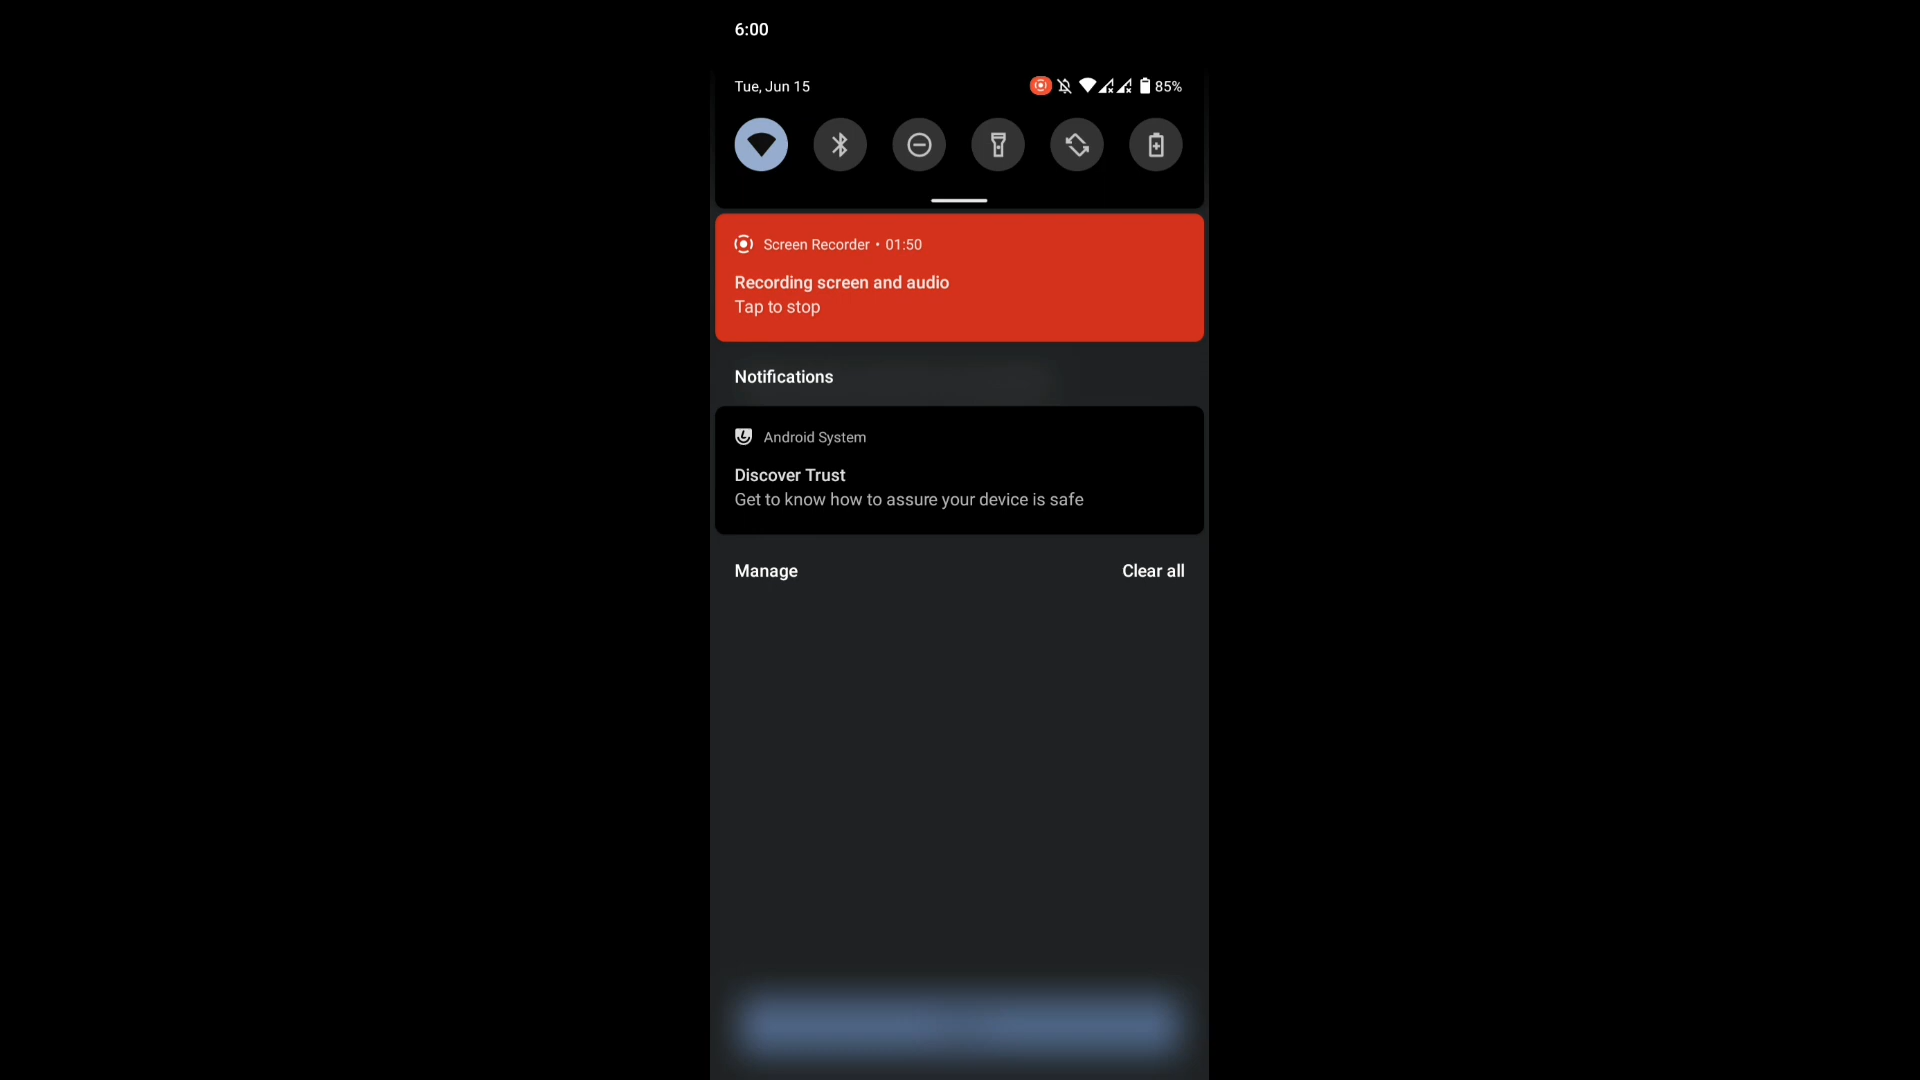 6:00
Tue, Jun 15
85%
Screen Recorder • 01:50
Recording screen and audio
Tap to stop
Notifications
Android System
Discover Trust
Get to know how to assure your device is safe
Manage
Clear all